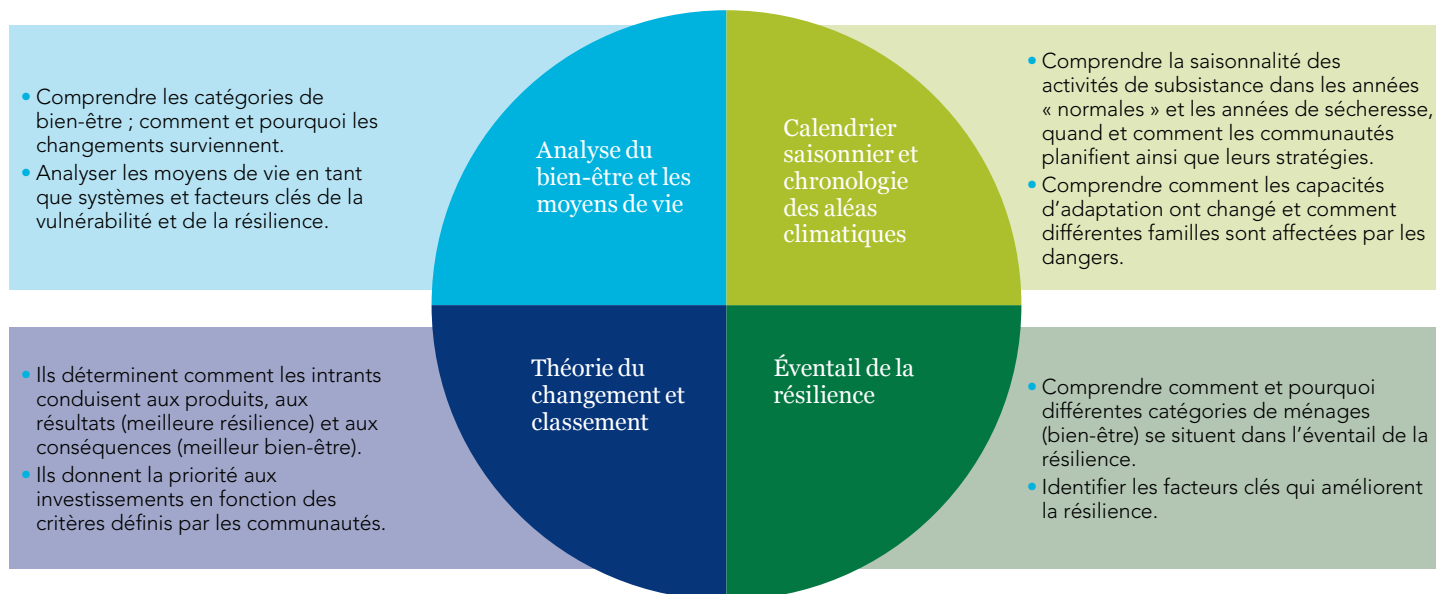 • Comprendre les catégories de
bien-être ; comment et pourquoi les
changements surviennent.
• Analyser les moyens de vie en tant
que systèmes et facteurs clés de la
vulnérabilité et de la résilience.
Analyse du
bien-être et les
moyens de vie
Calendrier
saisonnier et
chronologie
des aléas
climatiques
• Comprendre la saisonnalité des
activités de subsistance dans les années
« normales » et les années de sécheresse,
quand et comment les communautés
planifient ainsi que leurs stratégies.
• Comprendre comment les capacités
d’adaptation ont changé et comment
différentes familles sont affectées par les
dangers.
• Ils déterminent comment les intrants
conduisent aux produits, aux
résultats (meilleure résilience) et aux
conséquences (meilleur bien-être).
• Ils donnent la priorité aux
investissements en fonction des
critères définis par les communautés.
Théorie du
changement et
classement
Éventail de la
résilience
• Comprendre comment et pourquoi
différentes catégories de ménages
(bien-être) se situent dans l’éventail de la
résilience.
• Identifier les facteurs clés qui améliorent
la résilience.